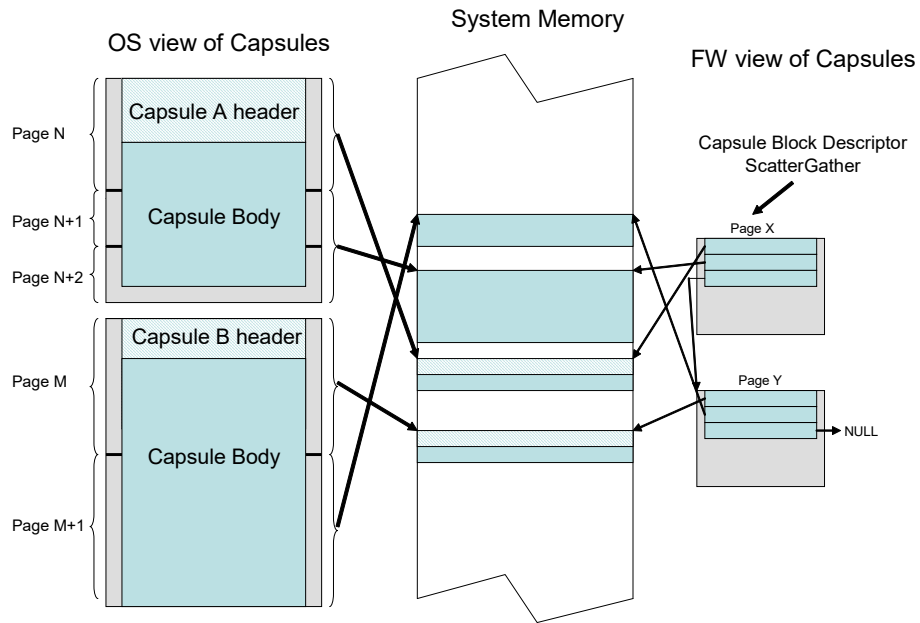 System Memory
OS view of Capsules
FW view of Capsules
Capsule A header
Page N
Capsule Body
Page N+1
Page N+2
Capsule B header
Page M
Capsule Body
Page M+1
Capsule Block Descriptor
ScatterGather
Page X
Page Y
NULL